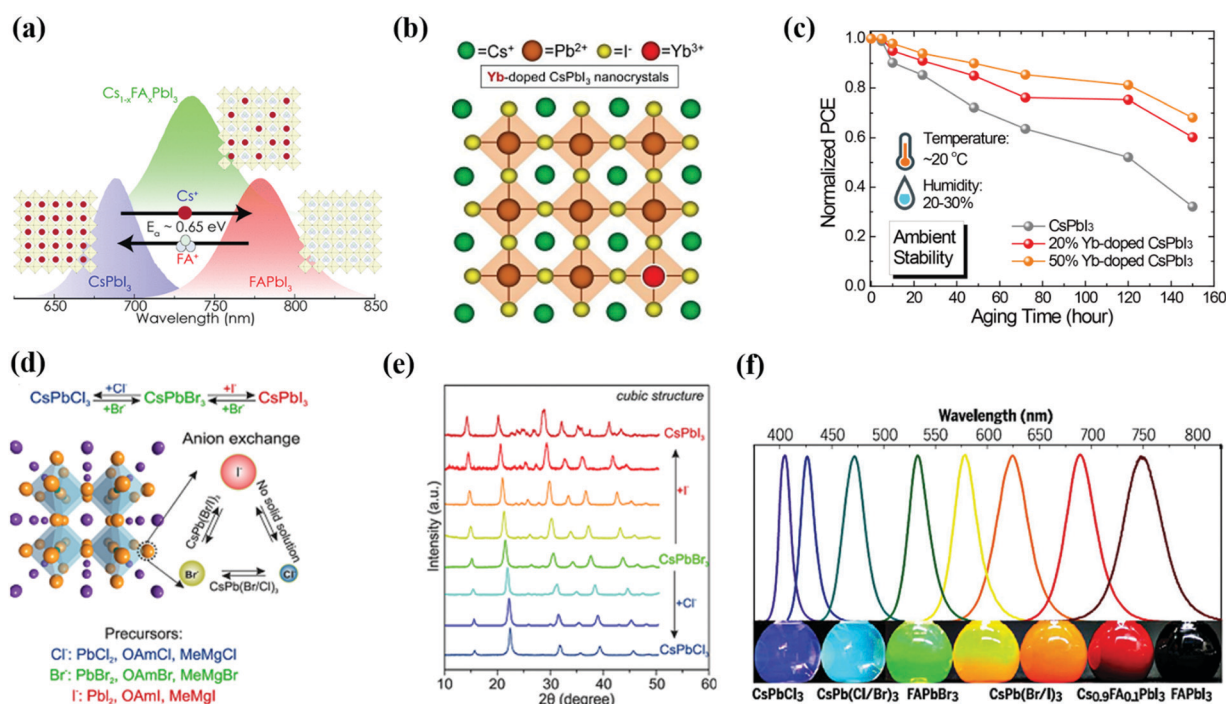 (a)
Cs₁₋ₓFAₓPbI₃
Cs⁺
Eₐ ~ 0.65 eV
FA⁺
CsPbI₃
FAPbI₃
650 700 750 800 850
Wavelength (nm)
(b)
=Cs⁺ =Pb²⁺ =I⁻ =Yb³⁺
Yb-doped CsPbI₃ nanocrystals
(c)
Normalized PCE
1.0
0.8
0.6
0.4
0.2
0.0
Temperature:
~20 °C
Humidity:
20-30%
Ambient
Stability
CsPbI₃
20% Yb-doped CsPbI₃
50% Yb-doped CsPbI₃
0 20 40 60 80 100 120 140 160
Aging Time (hour)
(d)
+Cl⁻ +I⁻
CsPbCl₃ CsPbBr₃ CsPbI₃
+Br⁻ +Br⁻
Anion exchange
I⁻
CsPb(Br/I)₃
No solid solution
Br⁻
Cl⁻
CsPb(Br/Cl)₃
Precursors:
Cl⁻: PbCl₂, OAmCl, MeMgCl
Br⁻: PbBr₂, OAmBr, MeMgBr
I⁻: PbI₂, OAmI, MeMgI
(e)
cubic structure
Intensity (a.u.)
CsPbI₃
+I⁻
CsPbBr₃
+Cl⁻
CsPbCl₃
10 20 30 40 50 60
2θ (degree)
(f)
Wavelength (nm)
400 450 500 550 600 650 700 750 800
CsPbCl₃ CsPb(Cl/Br)₃ FAPbBr₃ CsPb(Br/I)₃ Cs₀.₉FA₀.₁PbI₃ FAPbI₃